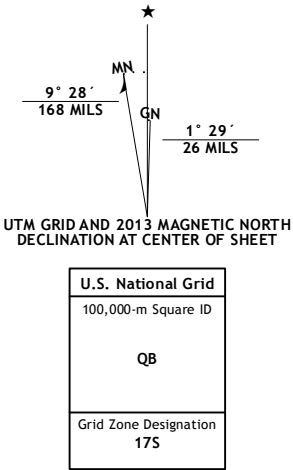 ★
MN
9° 28´
168 MILS
GN
1° 29´
26 MILS
UTM GRID AND 2013 MAGNETIC NORTH
DECLINATION AT CENTER OF SHEET
U.S. National Grid
100,000-m Square ID
QB
Grid Zone Designation
17S